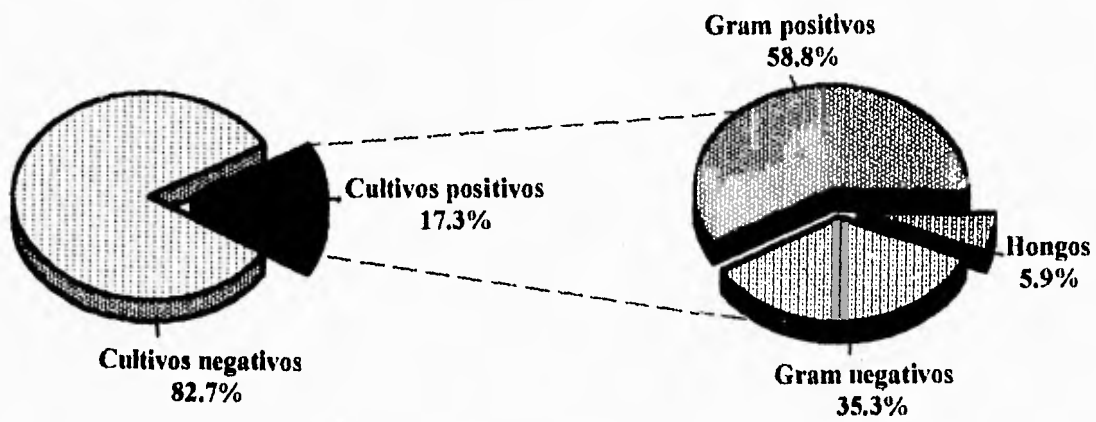 Gram positivos
58.8%
Cultivos positivos
17.3%
Hongos
5.9%
Cultivos negativos
82.7%
Gram negativos
35.3%